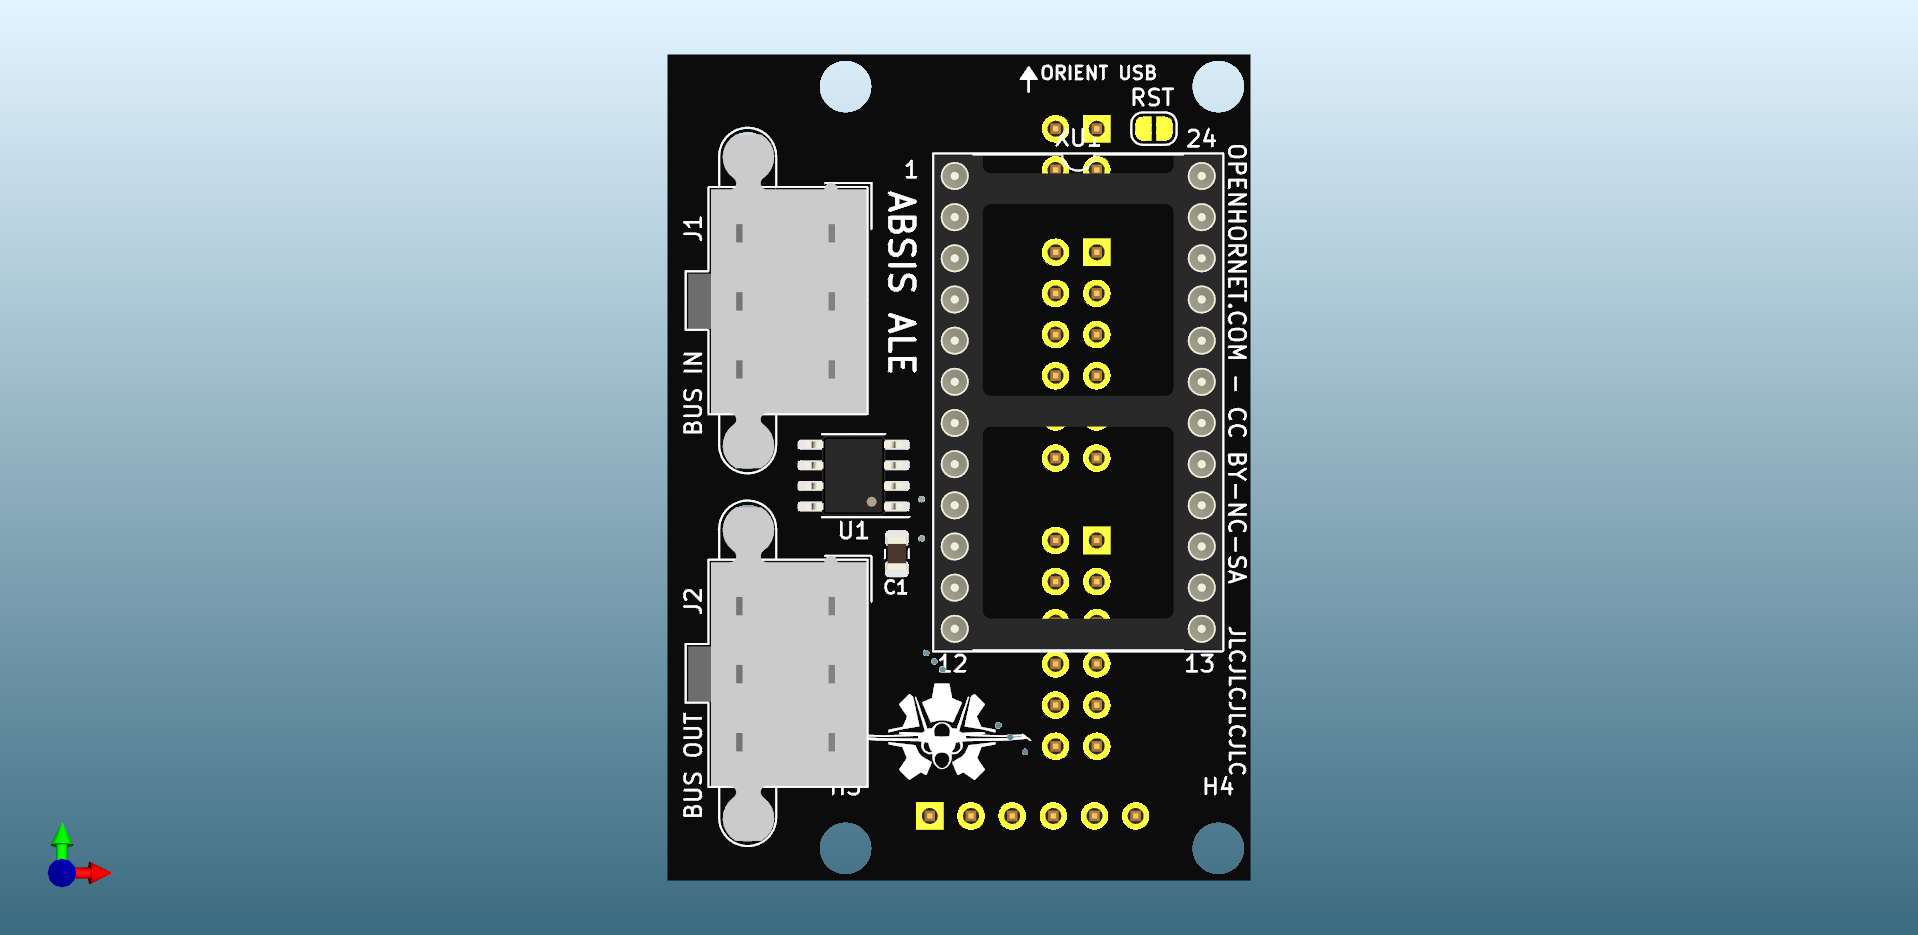 ORIENT USB
RST
XU1
24
1
J1
BUS IN
ABSIS ALE
OPENHORNET.COM - CC BY-NC-SA
U1
C1
J2
BUS OUT
12
13
JLCJLCJLCJLC
H4